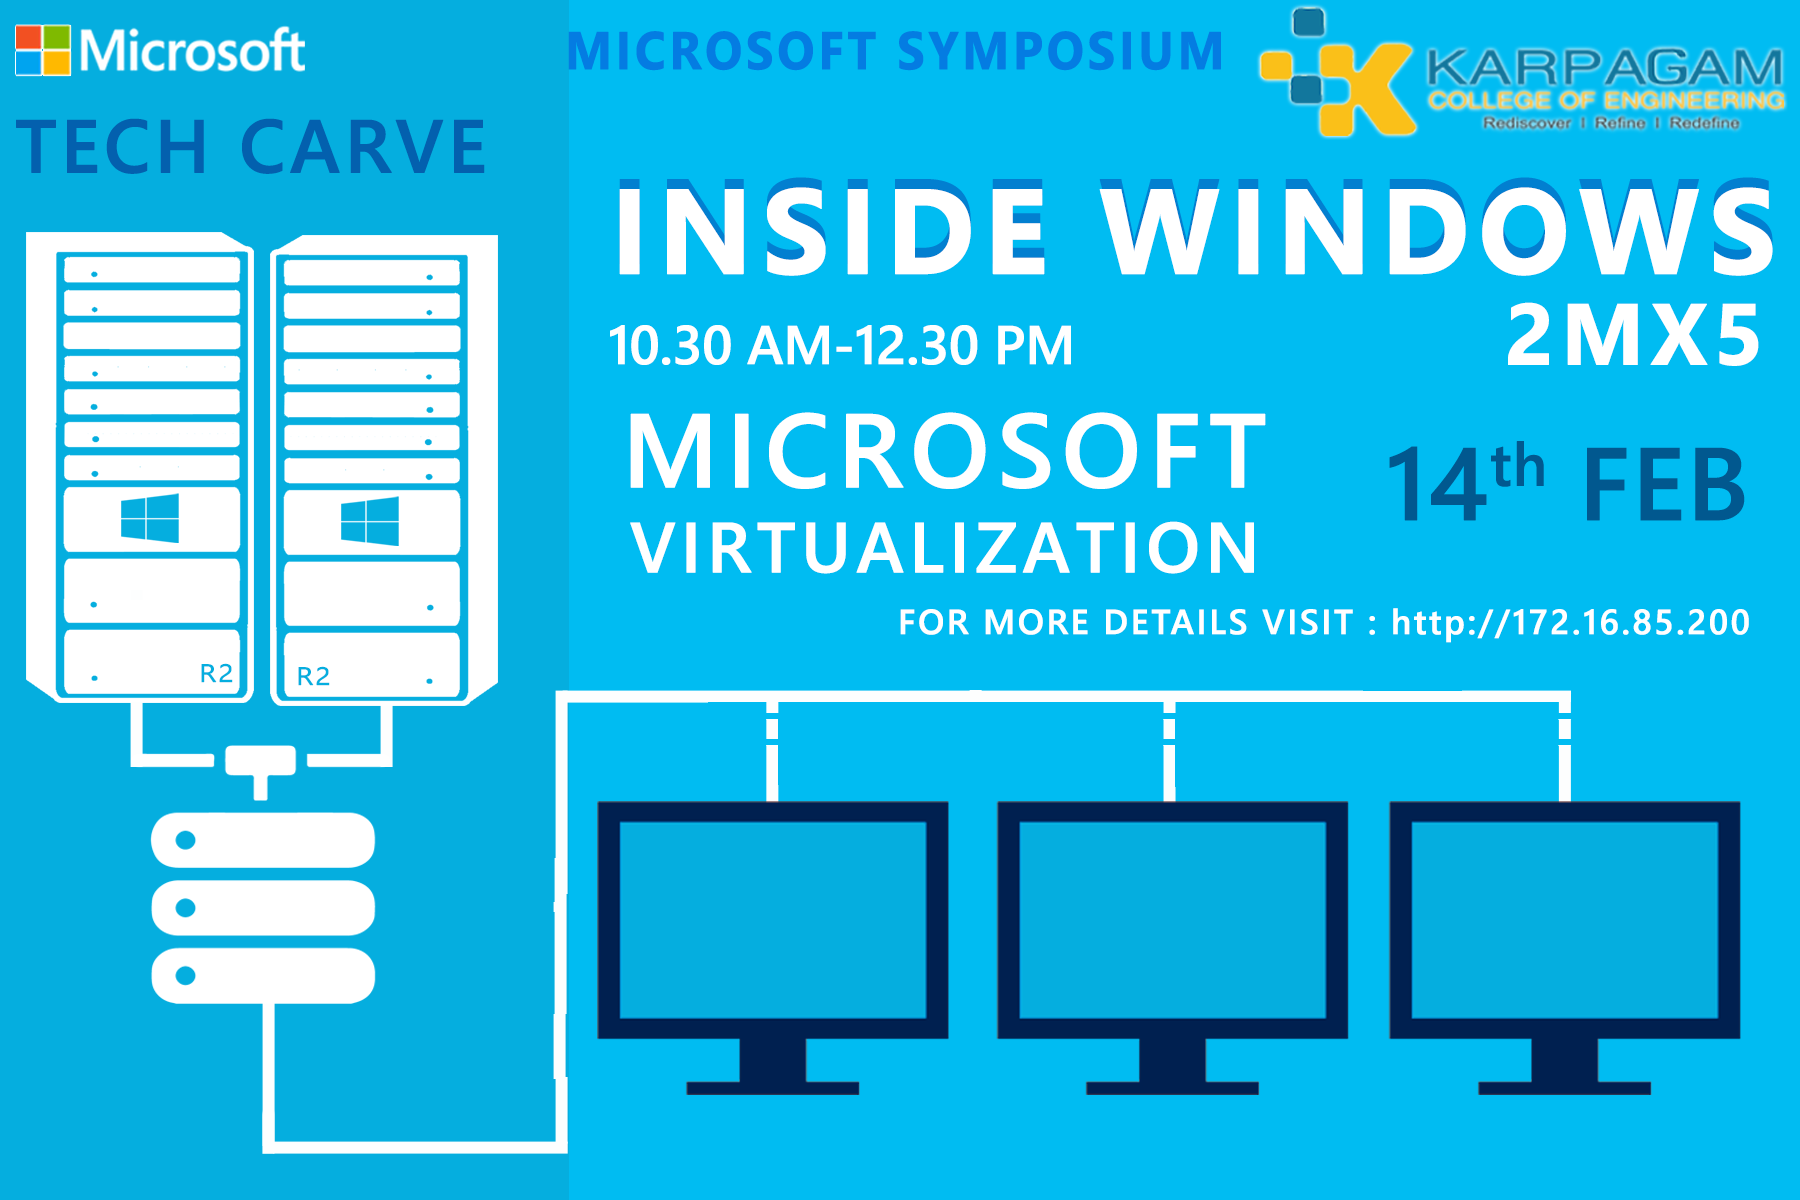 Microsoft
TECH CARVE
MICROSOFT SYMPOSIUM
KARPAGAM
COLLEGE OF ENGINEERING
Rediscover I Refine I Redefine
INSIDE WINDOWS
2MX5
10.30 AM-12.30 PM
MICROSOFT
VIRTUALIZATION
14th FEB
FOR MORE DETAILS VISIT : http://172.16.85.200
R2
R2